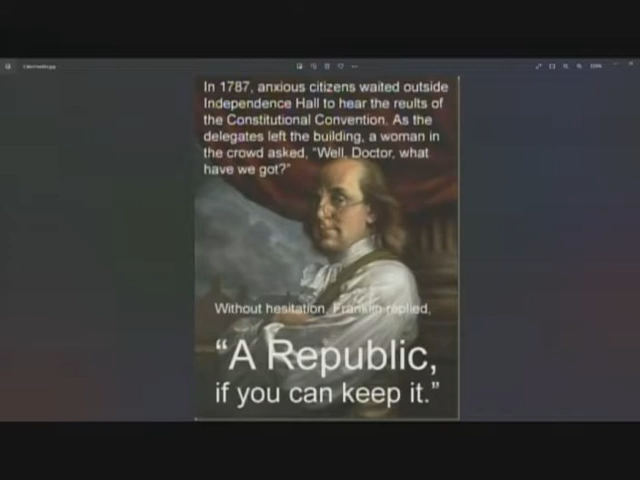 In 1787, anxious citizens waited outside
Independence Hall to hear the reults of
the Constitutional Convention. As the
delegates left the building, a woman in
the crowd asked, "Well, Doctor, what
have we got?"
Without hesitation, Franklin replied,
"A Republic,
if you can keep it."